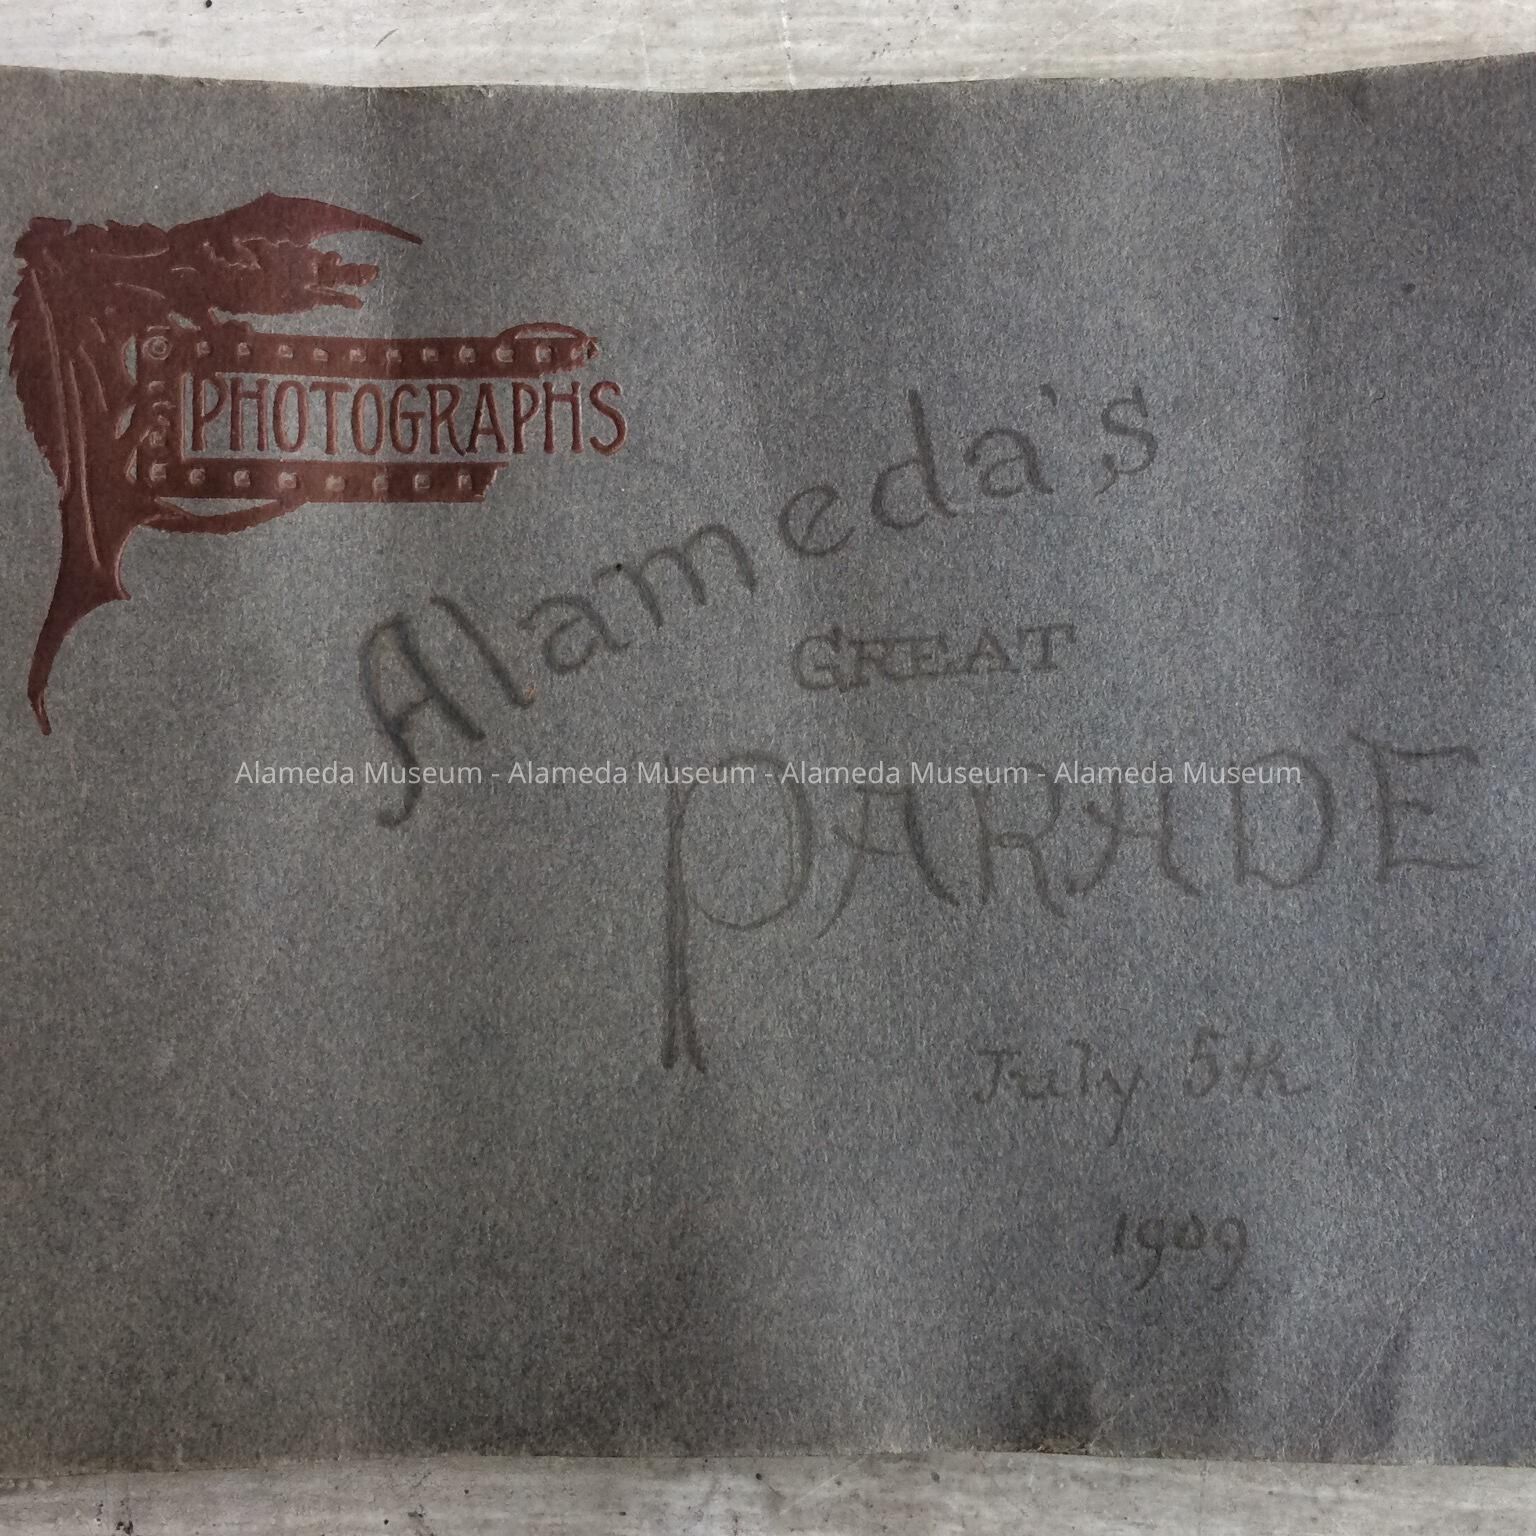 PHOTOGRAPHS
Alameda's
GREAT
PARADE
Alameda Museum - Alameda Museum - Alameda Museum - Alameda Museum
July 5th
1909